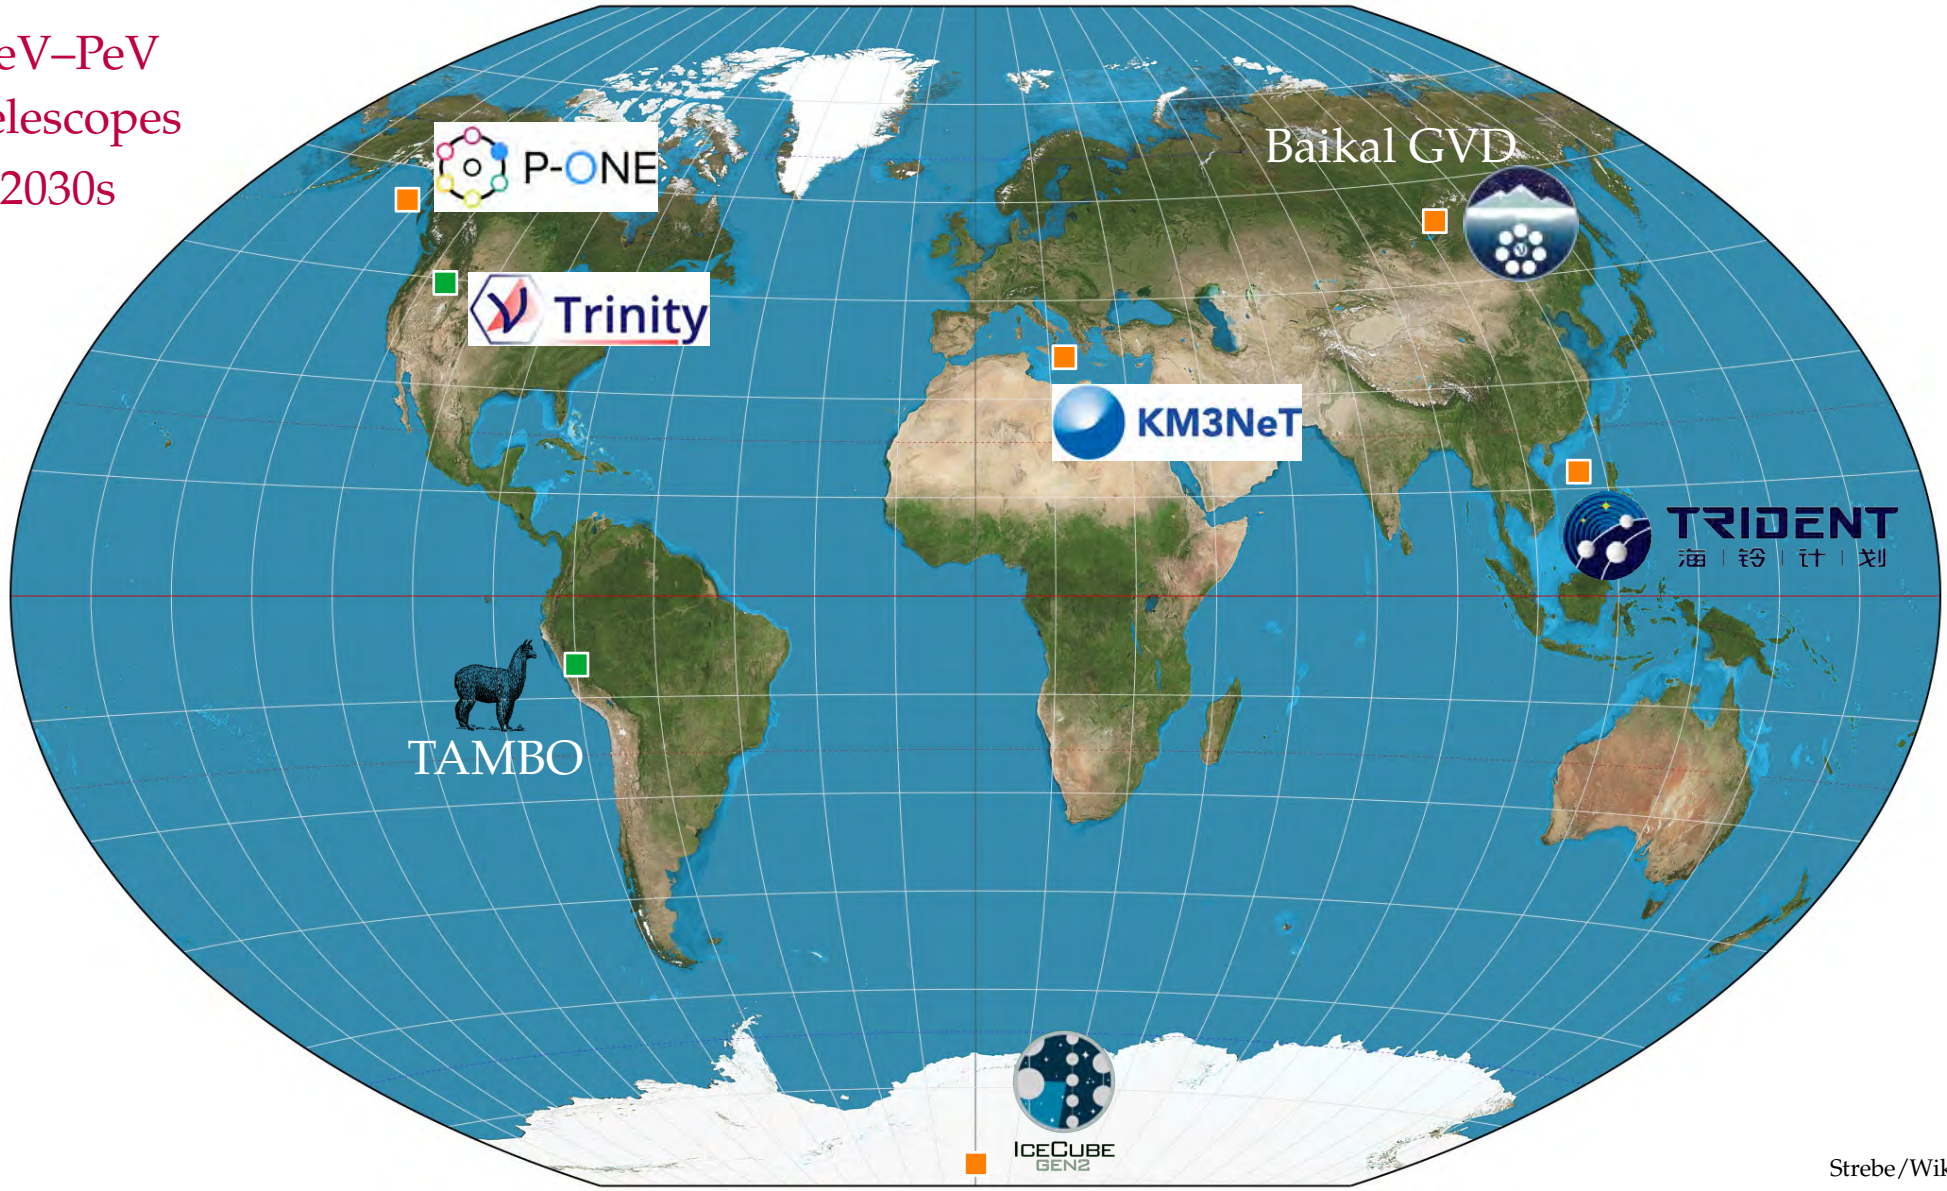 eV–PeV
elescopes
2030s
P-ONE
Baikal GVD
Trinity
KM3NeT
TRIDENT
海 | 铃 | 计 | 划
TAMBO
ICECUBE
GEN2
Strebe/Wik